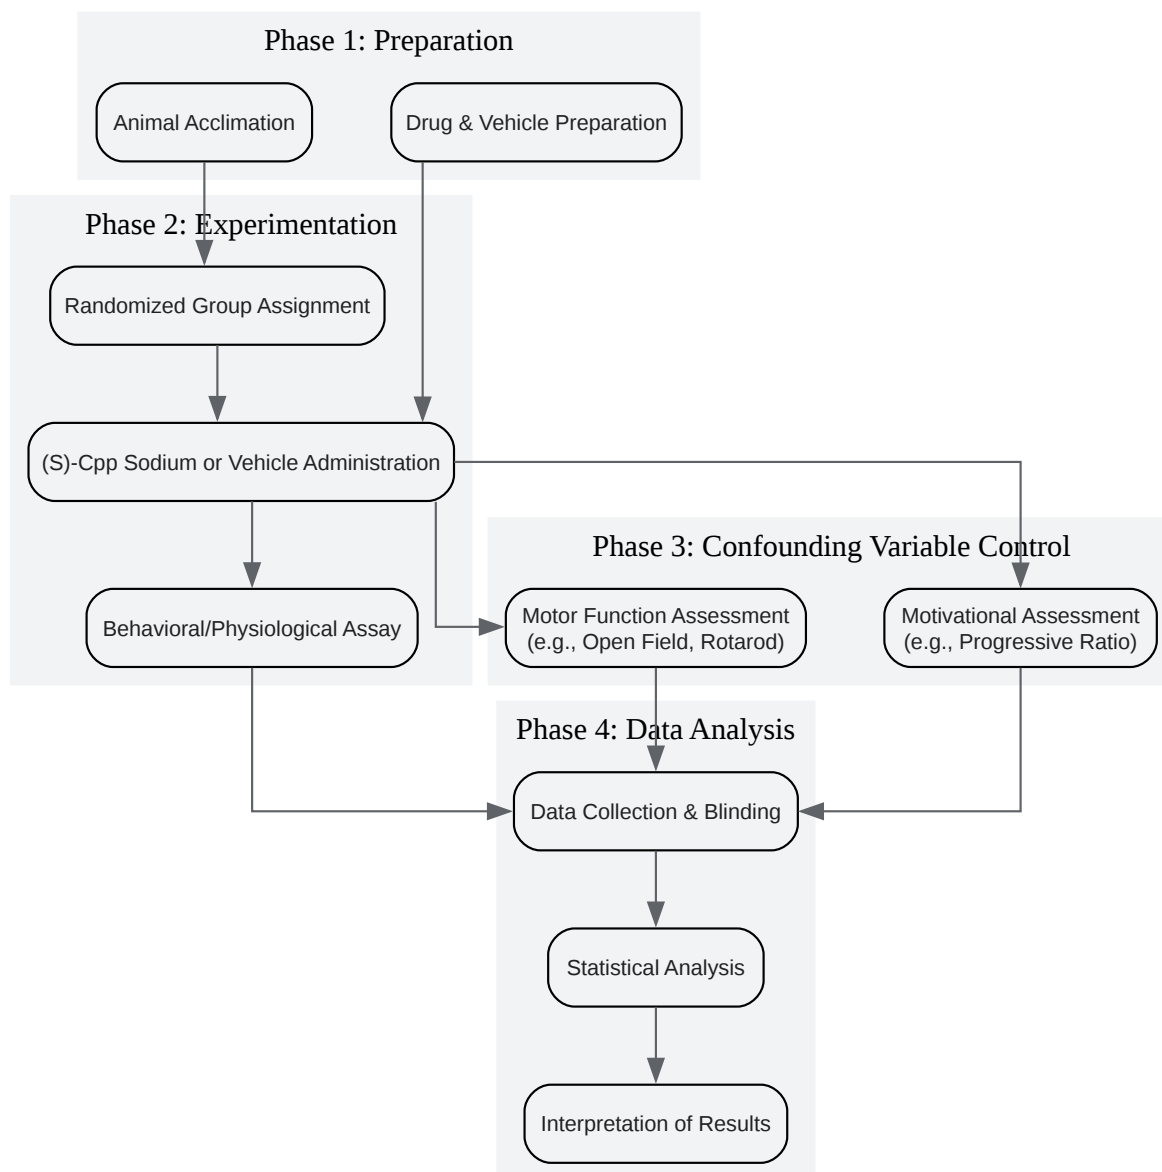 Phase 1: Preparation
Animal Acclimation
Drug & Vehicle Preparation
Phase 2: Experimentation
Randomized Group Assignment
(S)-Cpp Sodium or Vehicle Administration
Behavioral/Physiological Assay
Phase 3: Confounding Variable Control
Motor Function Assessment
(e.g., Open Field, Rotarod)
Motivational Assessment
(e.g., Progressive Ratio)
Phase 4: Data Analysis
Data Collection & Blinding
Statistical Analysis
Interpretation of Results